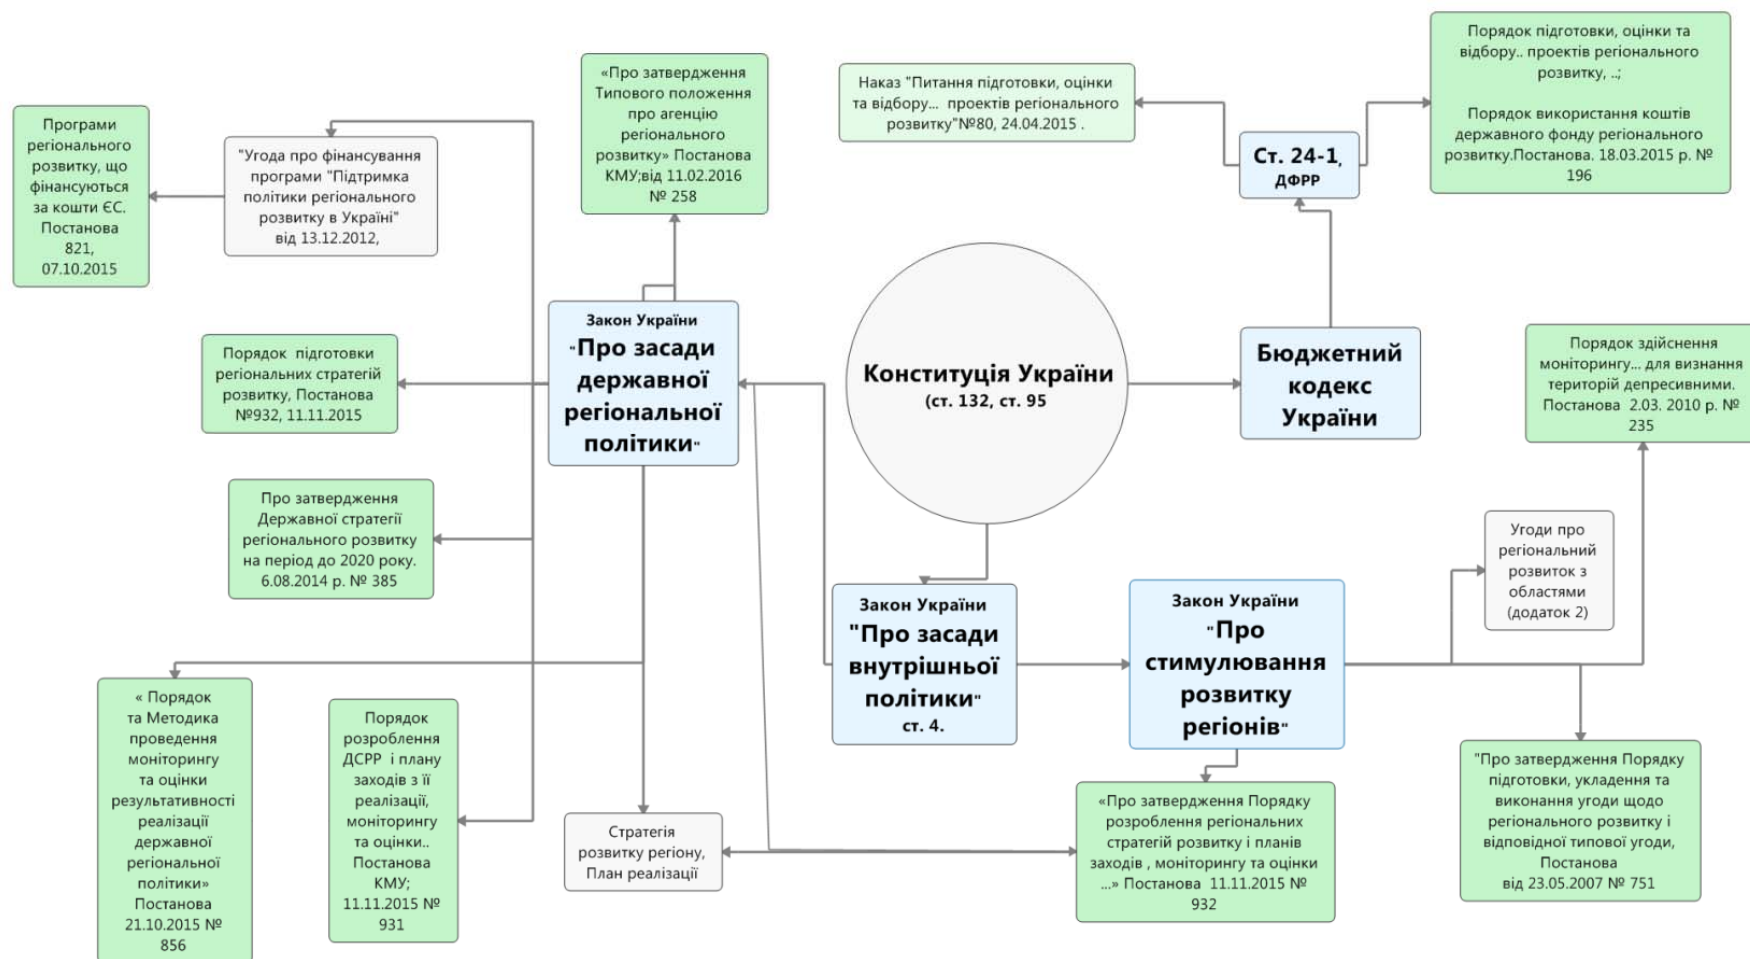 «Про затвердження
Типового положення
про агенцію
регіонального
розвитку» Постанова
КМУ;від 11.02.2016
№ 258
Наказ "Питання підготовки, оцінки
та відбору... проектів регіонального
розвитку"№80, 24.04.2015 .
Порядок підготовки, оцінки та
відбору.. проектів регіонального
розвитку, ..;
Порядок використання коштів
державного фонду регіонального
розвитку.Постанова. 18.03.2015 р. №
196
Програми
регіонального
розвитку, що
фінансуються
за кошти ЄС.
Постанова
821,
07.10.2015
"Угода про фінансування
програми "Підтримка
політики регіонального
розвитку в Україні"
від 13.12.2012,
Ст. 24-1,
ДФРР
Закон України
"Про засади
державної
регіональної
політики"
Конституція України
(ст. 132, ст. 95
Бюджетний
кодекс
України
Порядок здійснення
моніторингу... для визнання
територій депресивними.
Постанова 2.03. 2010 р. №
235
Порядок підготовки
регіональних стратегій
розвитку, Постанова
№932, 11.11.2015
Про затвердження
Державної стратегії
регіонального розвитку
на період до 2020 року.
6.08.2014 р. № 385
Угоди про
регіональний
розвиток з
областями
(додаток 2)
Закон України
"Про засади
внутрішньої
політики"
ст. 4.
Закон України
"Про
стимулювання
розвитку
регіонів"
« Порядок
та Методика
проведення
моніторингу
та оцінки
результативності
реалізації
державної
регіональної
політики»
Постанова
21.10.2015 №
856
Порядок
розроблення
ДСРР і плану
заходів з її
реалізації,
моніторингу
та оцінки..
Постанова
КМУ;
11.11.2015 №
931
Стратегія
розвитку регіону,
План реалізації
«Про затвердження Порядку
розроблення регіональних
стратегій розвитку і планів
заходів , моніторингу та оцінки
...» Постанова 11.11.2015 №
932
"Про затвердження Порядку
підготовки, укладення та
виконання угоди щодо
регіонального розвитку і
відповідної типової угоди,
Постанова
від 23.05.2007 № 751